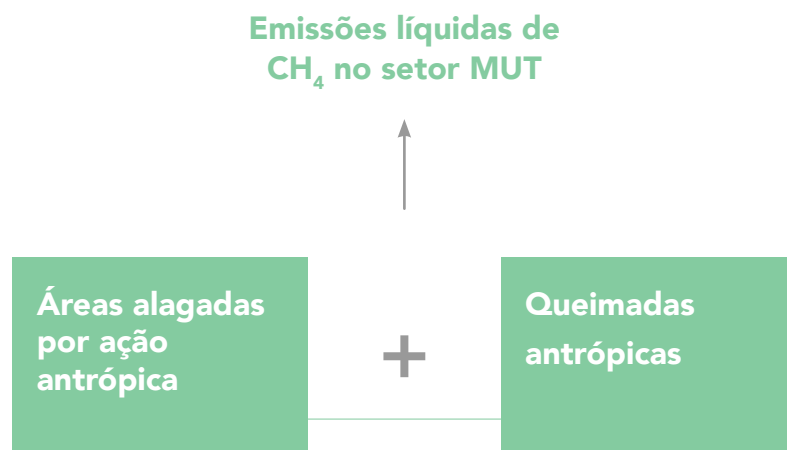 Emissões líquidas de
CH₄ no setor MUT
Áreas alagadas
por ação
antrópica
+
Queimadas
antrópicas